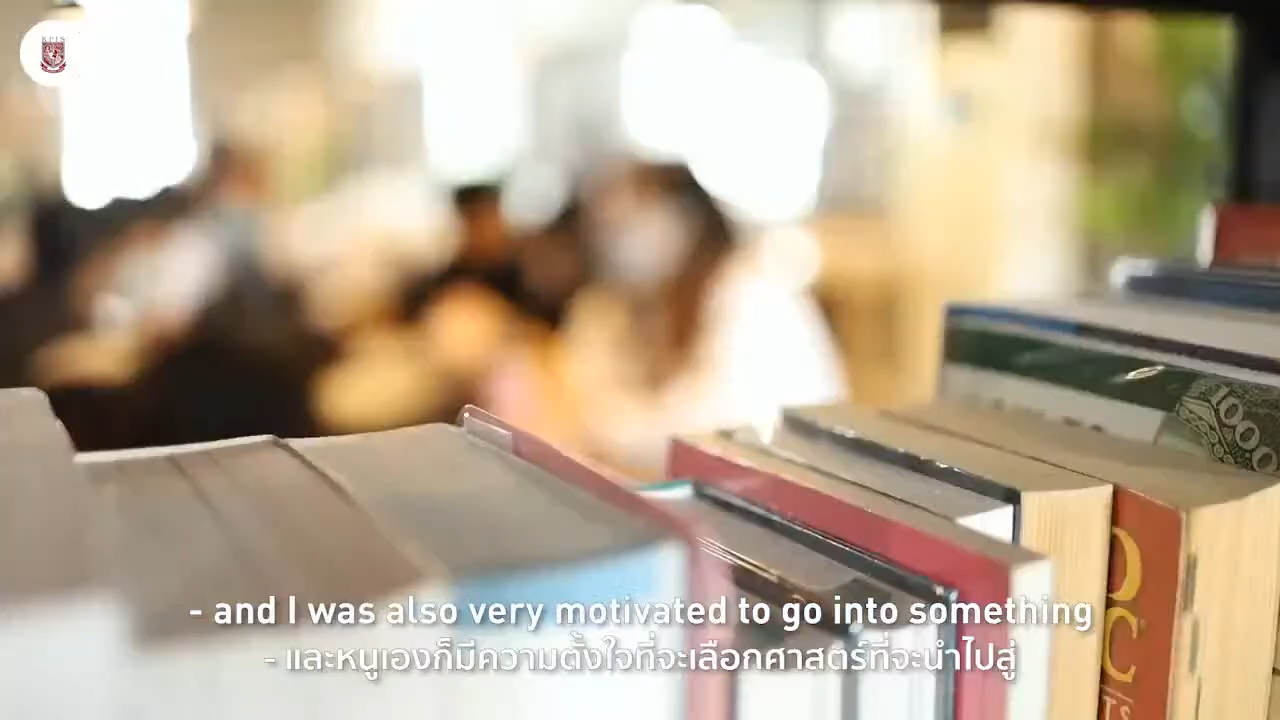 KPIS
1000
- and I was also very motivated to go into something
- และหนูเองก็มีความตั้งใจที่จะเลือกศาสตร์ที่จะนำไปสู่